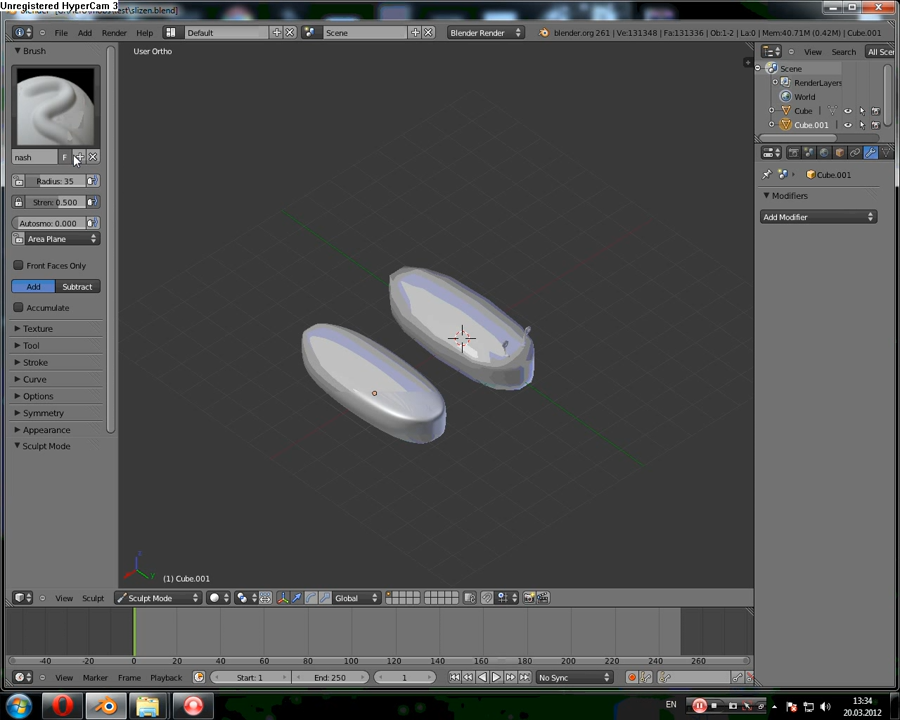 Unregistered HyperCam 3
slizen.blend]
File
Add
Render
Help
Default
Scene
Blender Render
blender.org 261 | Ve:131348 | Fa:131336 | Ob:1-2 | La:0 | Mem:40.71M (0.42M) | Cube.001
Brush
User Ortho
View
Search
All Scen
Scene
RenderLayers
World
Cube
Cube.001
nash
F
Radius: 35
Stren: 0.500
Autosmo: 0.000
Area Plane
Front Faces Only
Add
Subtract
Accumulate
Texture
Tool
Stroke
Curve
Options
Symmetry
Appearance
Sculpt Mode
Cube.001
Modifiers
Add Modifier
z
y
(1) Cube.001
View
Sculpt
Sculpt Mode
Global
-40 -20 0 20 40 60 80 100 120 140 160 180 200 220 240 260
View
Marker
Frame
Playback
Start: 1
End: 250
1
No Sync
EN
13:34
20.03.2012